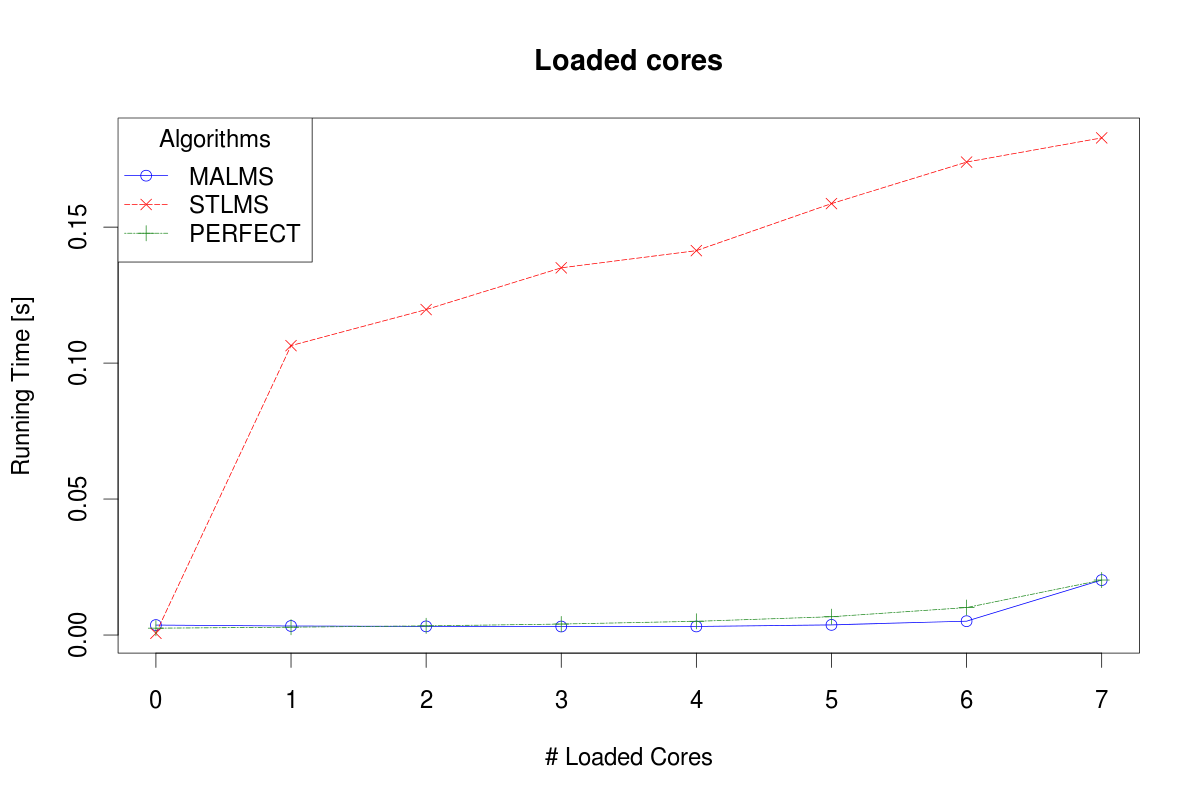 Loaded cores
Algorithms
MALMS
STLMS
PERFECT
Running Time [s]
0.15
0.10
0.05
0.00
0 1 2 3 4 5 6 7
# Loaded Cores